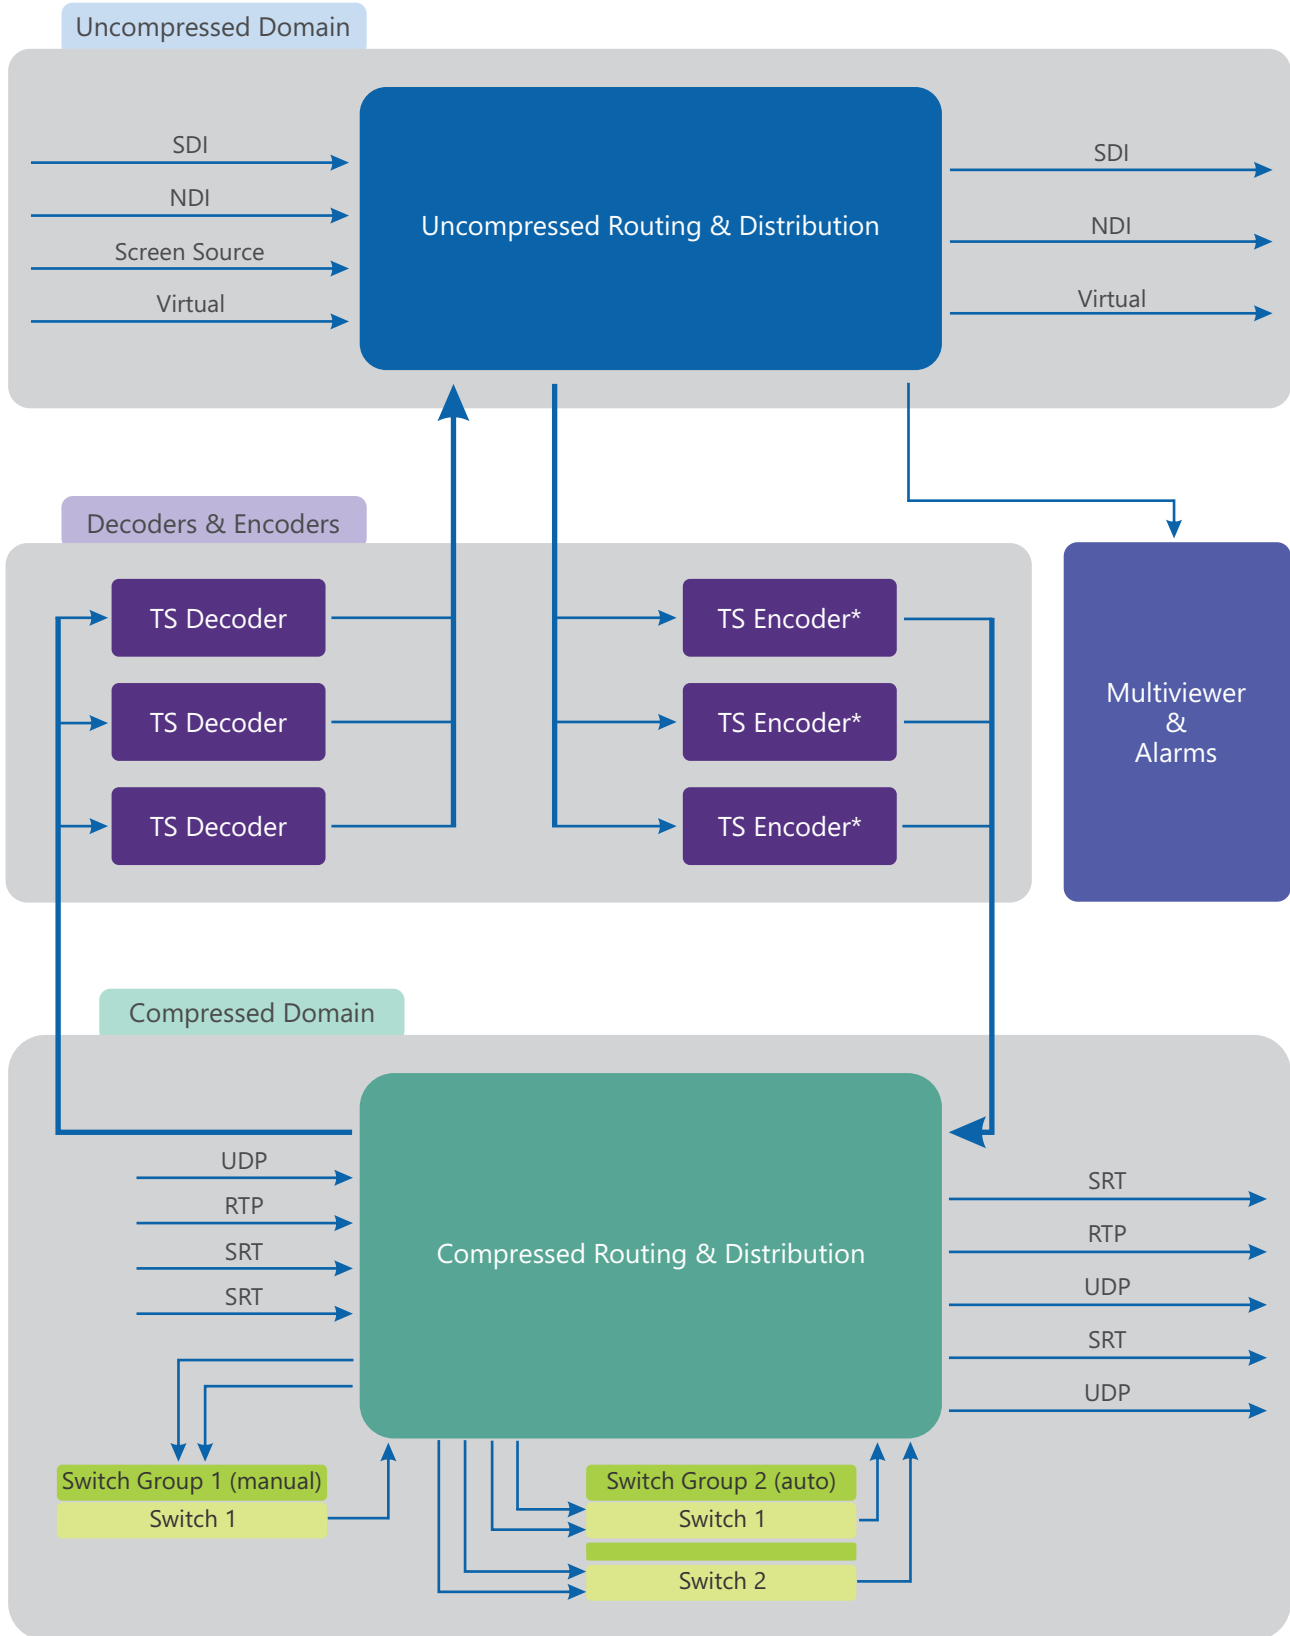 Uncompressed Domain
SDI
NDI
Screen Source
Virtual
Uncompressed Routing & Distribution
SDI
NDI
Virtual
Decoders & Encoders
TS Decoder
TS Decoder
TS Decoder
TS Encoder*
TS Encoder*
TS Encoder*
Multiviewer
&
Alarms
Compressed Domain
UDP
RTP
SRT
SRT
Compressed Routing & Distribution
SRT
RTP
UDP
SRT
UDP
Switch Group 1 (manual)
Switch 1
Switch Group 2 (auto)
Switch 1
Switch 2